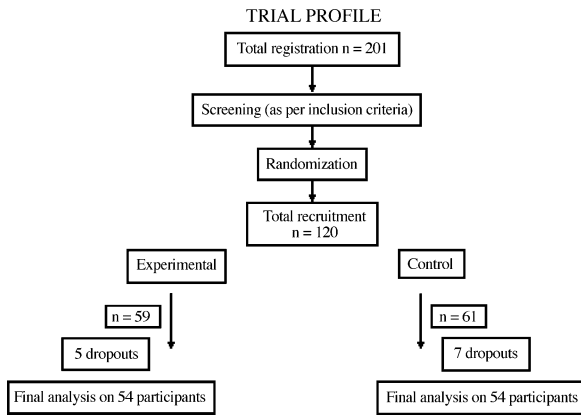 TRIAL PROFILE
Total registration n = 201
Screening (as per inclusion criteria)
Randomization
Total recruitment
n = 120
Experimental
Control
n = 59
n = 61
5 dropouts
7 dropouts
Final analysis on 54 participants
Final analysis on 54 participants